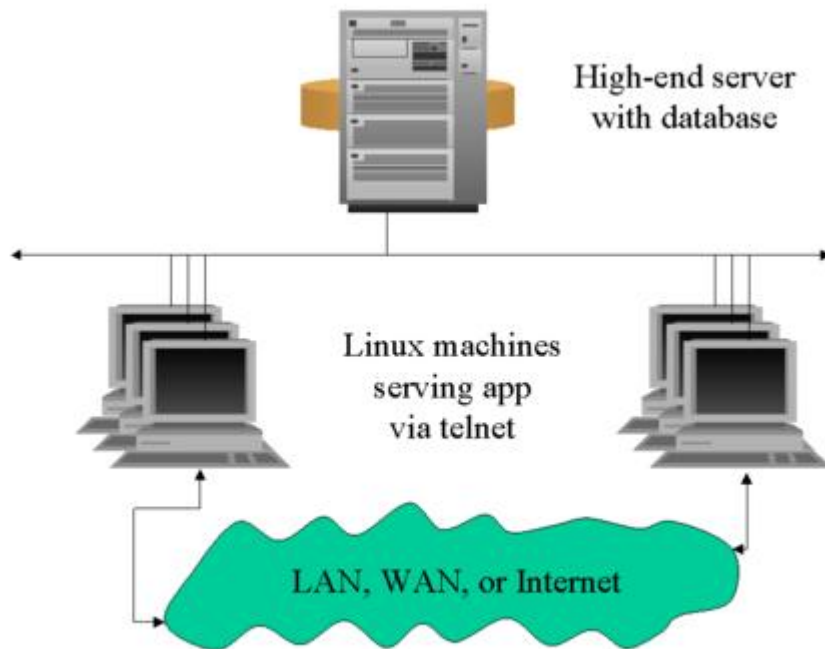 High-end server
with database
Linux machines
serving app
via telnet
LAN, WAN, or Internet